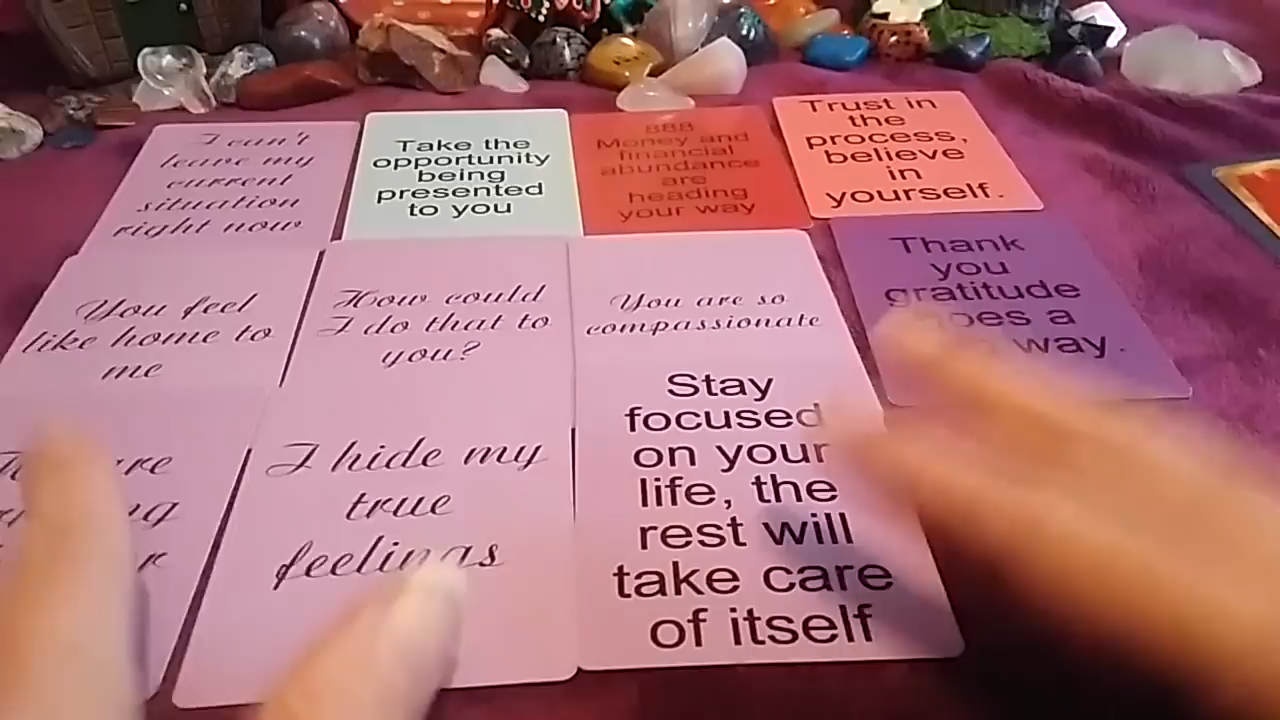 I can't
leave my
current
situation
right now
Take the
opportunity
being
presented
to you
888
Money and
financial
abundance
are
heading
your way
Trust in
the
process,
believe
in
yourself.
You feel
like home to
me
How could
I do that to
you?
You are so
compassionate
Thank
you
gratitude
goes a
way.
I hide my
true
feelings
Stay
focused
on your
life, the
rest will
take care
of itself